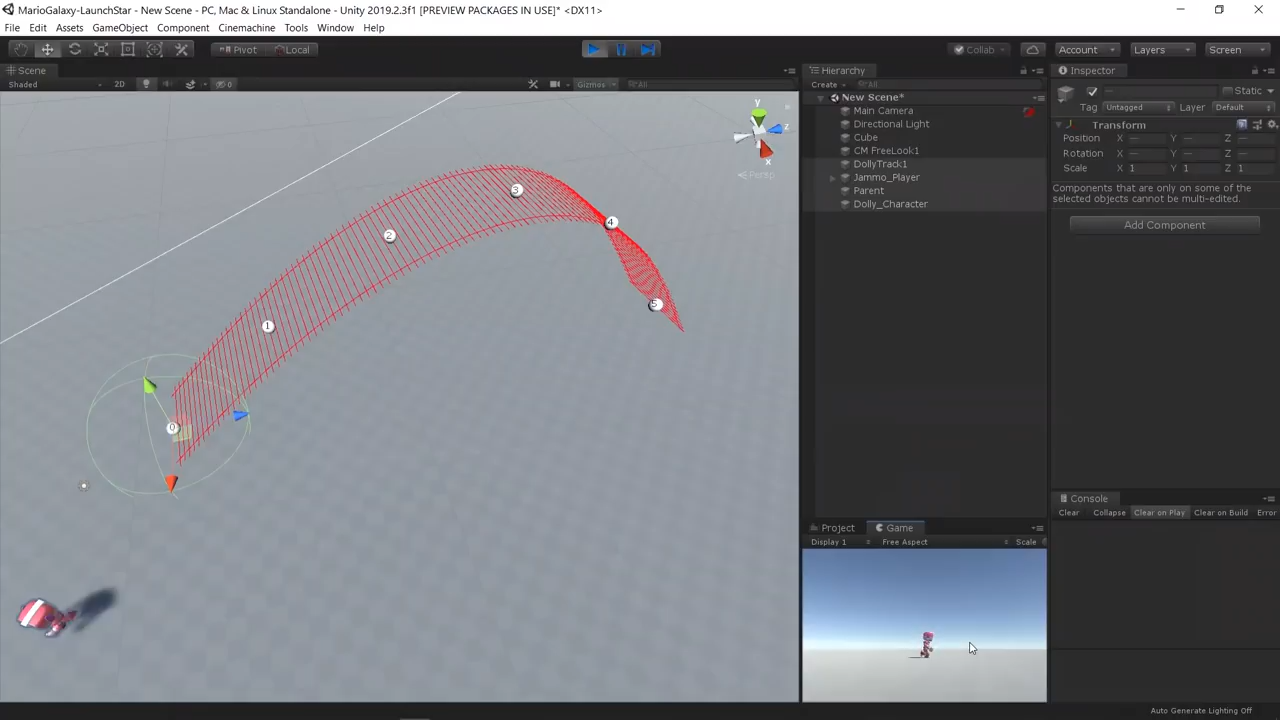 MarioGalaxy-LaunchStar - New Scene - PC, Mac & Linux Standalone - Unity 2019.2.3f1 [PREVIEW PACKAGES IN USE]* <DX11>
File Edit Assets GameObject Component Cinemachine Tools Window Help
Pivot Local Collab Account Layers Screen
Scene
Shaded 2D 0 Gizmos All
y
z
x
Persp
0
1
2
3
4
5
Hierarchy
Create All
New Scene*
Main Camera
Directional Light
Cube
CM FreeLook1
DollyTrack1
Jammo_Player
Parent
Dolly_Character
Project Game
Display 1 Free Aspect Scale
Inspector
— Static
Tag Untagged Layer Default
Transform
Position X — Y — Z —
Rotation X — Y — Z —
Scale X 1 Y 1 Z 1
Components that are only on some of the
selected objects cannot be multi-edited.
Add Component
Console
Clear Collapse Clear on Play Clear on Build Error
Auto Generate Lighting Off